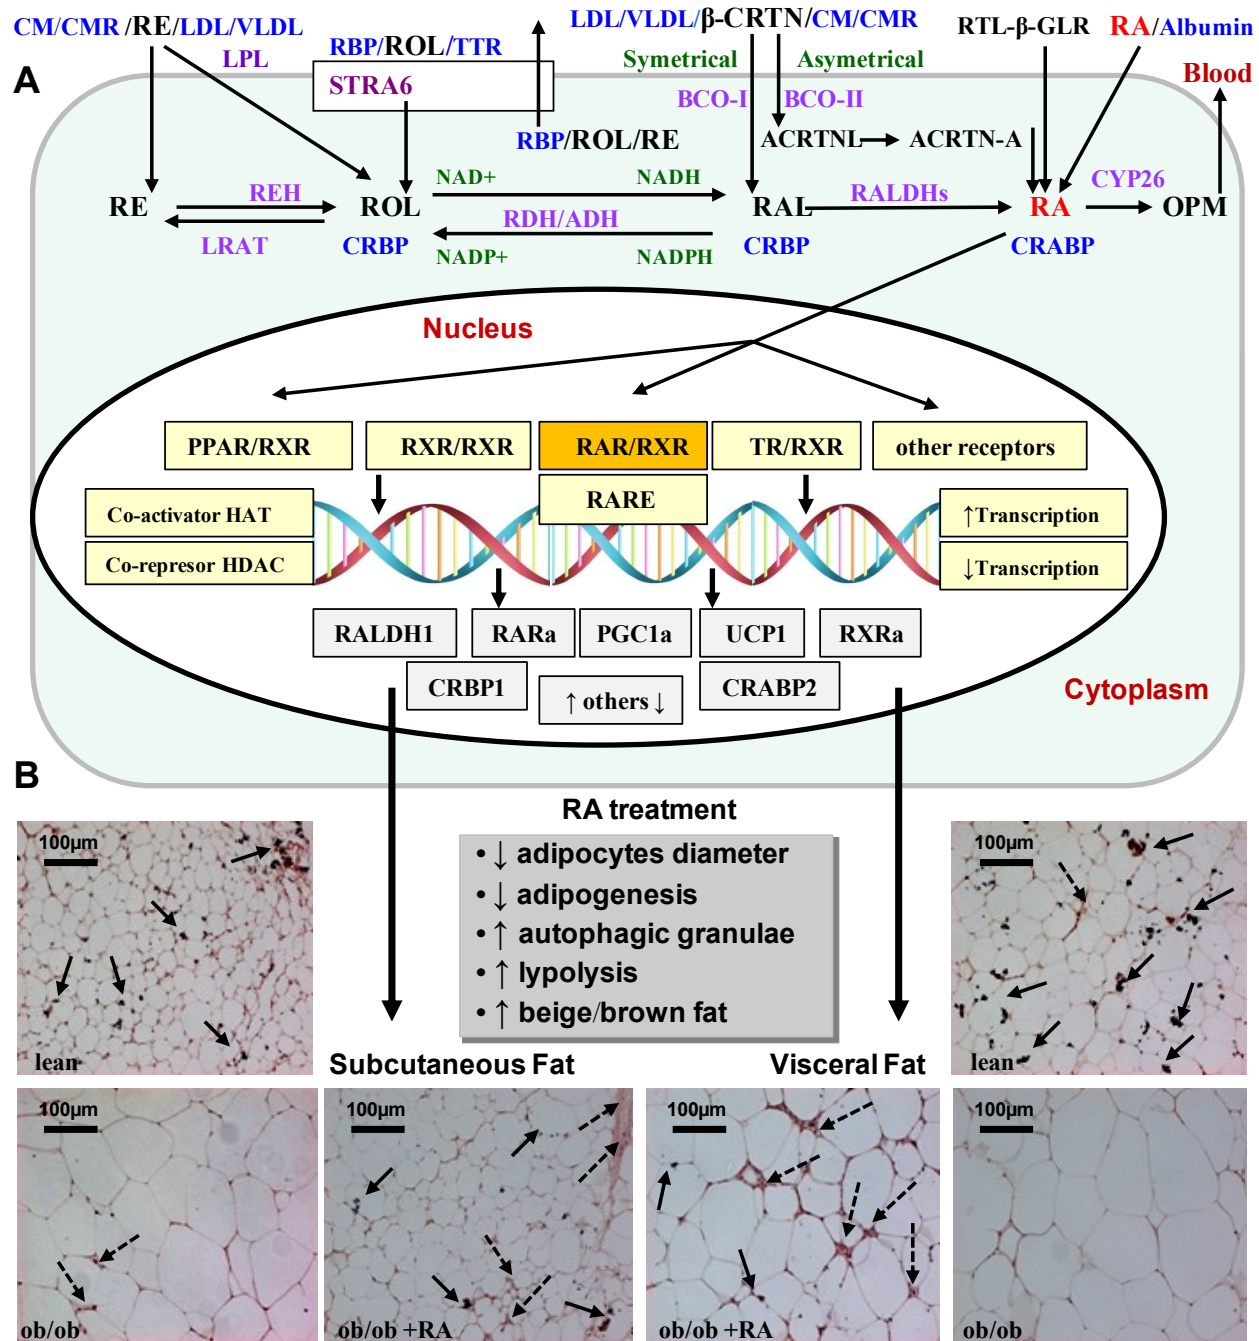 CM/CMR /RE/LDL/VLDL
LPL
RBP/ROL/TTR
STRA6
LDL/VLDL/β-CRTN/CM/CMR
RTL-β-GLR
RA/Albumin
A
Symetrical
Asymetrical
Blood
BCO-I
BCO-II
RBP/ROL/RE
ACRTNL
ACRTN-A
NAD+
NADH
CYP26
RE
REH
ROL
RAL
RALDHs
RA
OPM
LRAT
CRBP
RDH/ADH
CRBP
CRABP
NADP+
NADPH
Nucleus
PPAR/RXR
RXR/RXR
RAR/RXR
TR/RXR
other receptors
RARE
Co-activator HAT
↑Transcription
Co-represor HDAC
↓Transcription
RALDH1
RARa
PGC1a
UCP1
RXRa
CRBP1
↑ others ↓
CRABP2
Cytoplasm
B
RA treatment
• ↓ adipocytes diameter
• ↓ adipogenesis
• ↑ autophagic granulae
• ↑ lypolysis
• ↑ beige/brown fat
100µm
lean
100µm
lean
Subcutaneous Fat
Visceral Fat
100µm
ob/ob
100µm
ob/ob +RA
100µm
ob/ob +RA
100µm
ob/ob